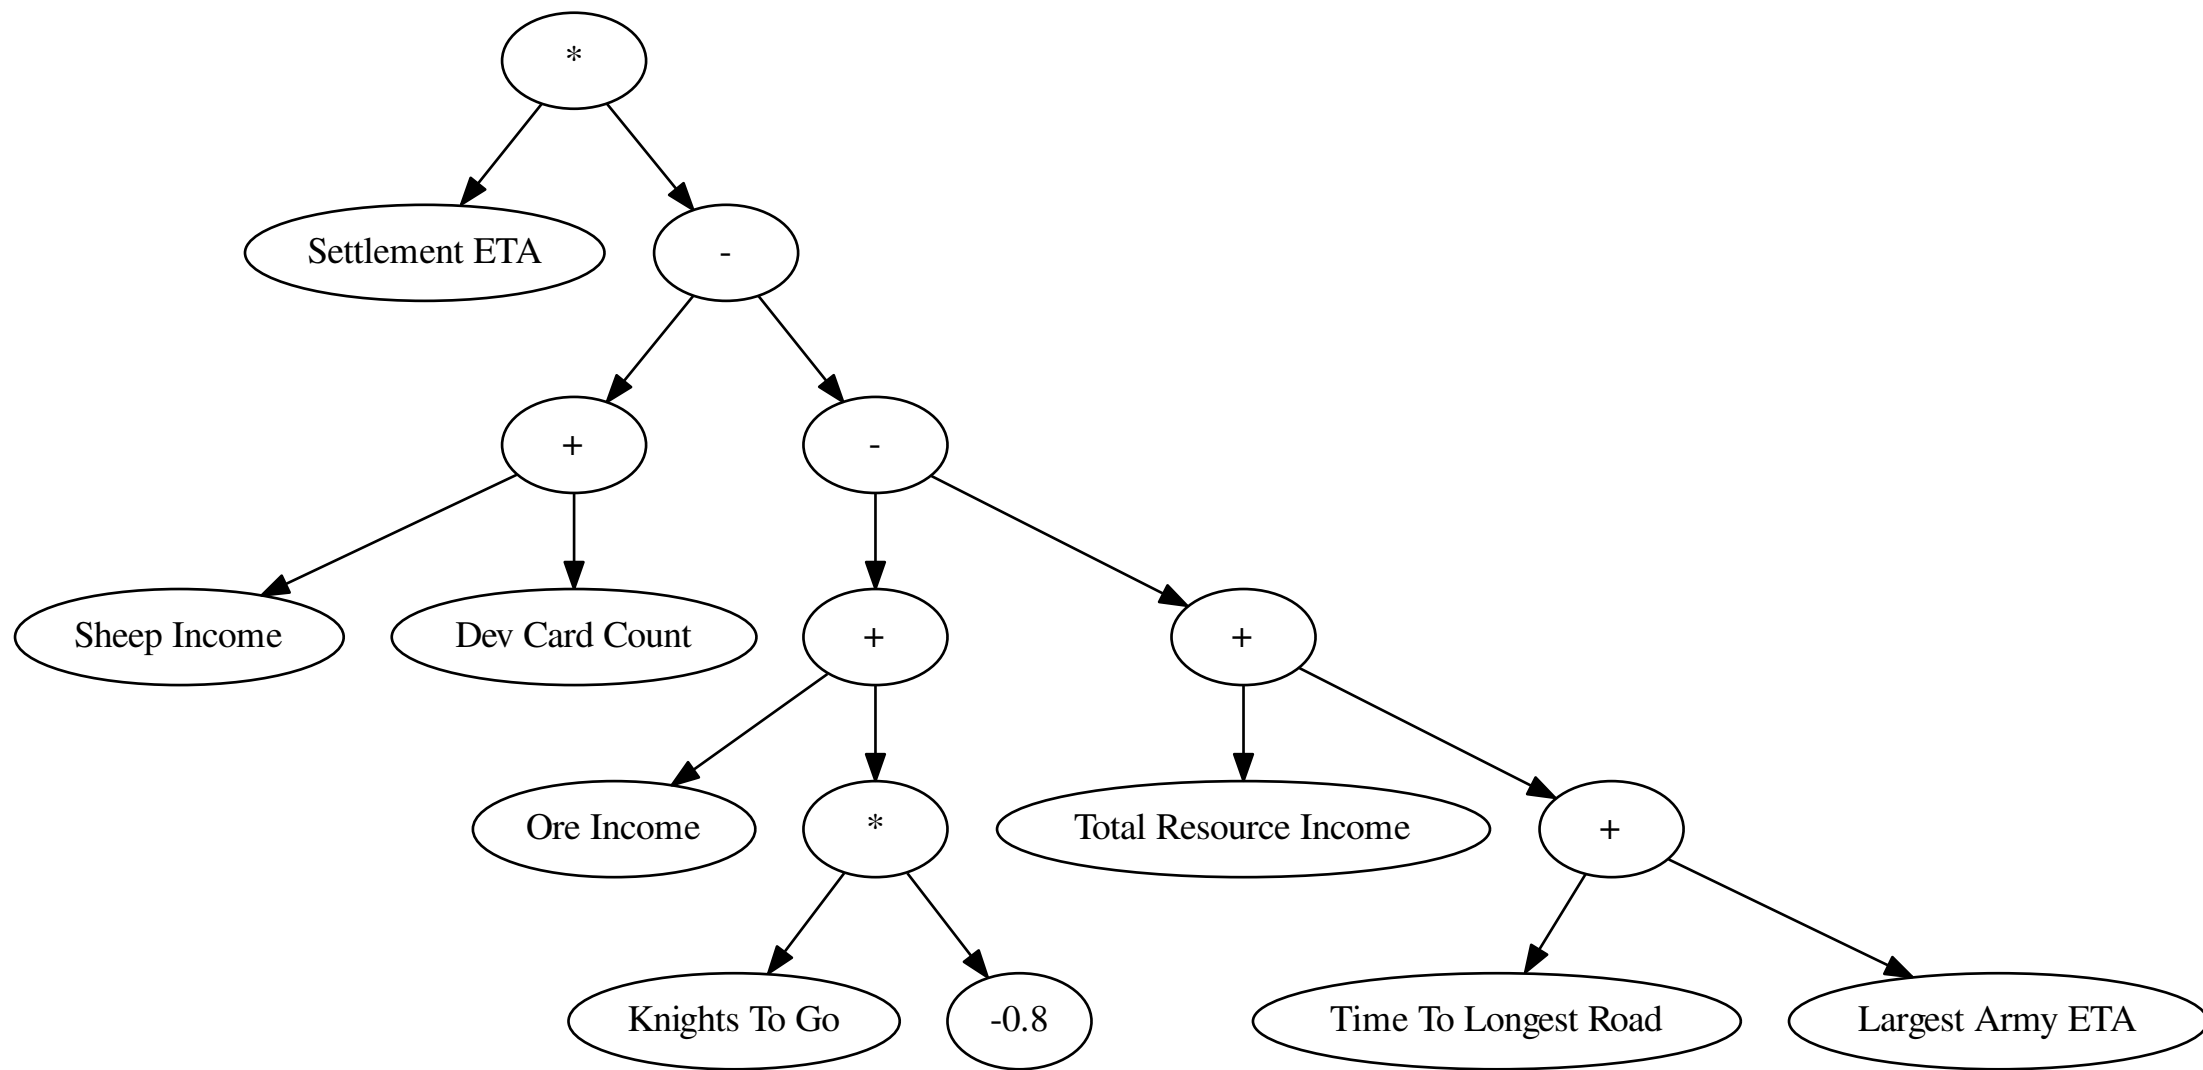 *
Settlement ETA
-
+
-
Sheep Income
Dev Card Count
+
+
Ore Income
*
Total Resource Income
+
Knights To Go
-0.8
Time To Longest Road
Largest Army ETA